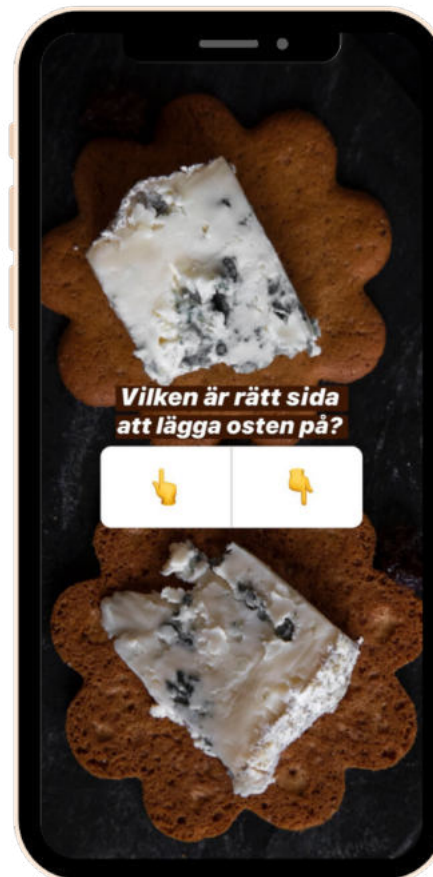 Vilken är rätt sida
att lägga osten på?
👆
👇